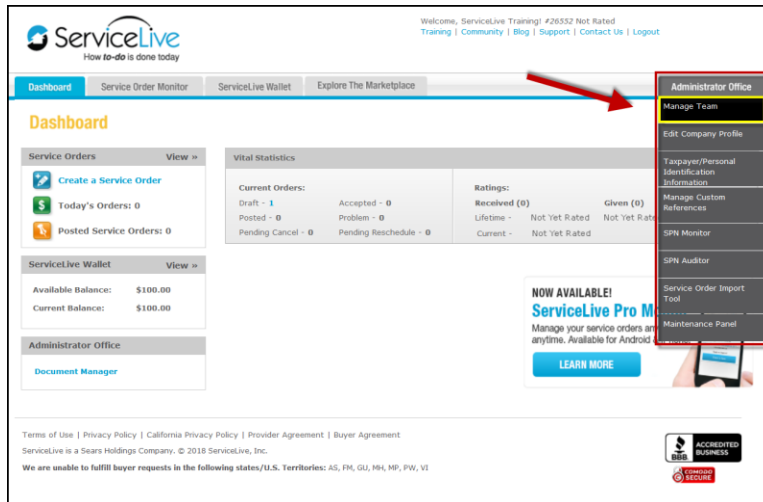 ServiceLive
How to-do is done today
Welcome, ServiceLive Training! #26552 Not Rated
Training | Community | Blog | Support | Contact Us | Logout
Dashboard
Service Order Monitor
ServiceLive Wallet
Explore The Marketplace
Administrator Office
Manage Team
Edit Company Profile
Taxpayer/Personal
Identification
Information
Manage Custom
References
SPN Monitor
SPN Auditor
Service Order Import
Tool
Maintenance Panel
Dashboard
Service Orders View »
Create a Service Order
Today's Orders: 0
Posted Service Orders: 0
Vital Statistics
Current Orders:
Draft - 1 Accepted - 0
Posted - 0 Problem - 0
Pending Cancel - 0 Pending Reschedule - 0
Ratings:
Received (0) Given (0)
Lifetime - Not Yet Rated Not Yet Rate
Current - Not Yet Rated
ServiceLive Wallet View »
Available Balance: $100.00
Current Balance: $100.00
Administrator Office
Document Manager
NOW AVAILABLE!
ServiceLive Pro M
Manage your service orders an
anytime. Available for Android
LEARN MORE
Terms of Use | Privacy Policy | California Privacy Policy | Provider Agreement | Buyer Agreement
ServiceLive is a Sears Holdings Company. © 2018 ServiceLive, Inc.
We are unable to fulfill buyer requests in the following states/U.S. Territories: AS, FM, GU, MH, MP, PW, VI
BBB
ACCREDITED
BUSINESS
COMODO
SECURE